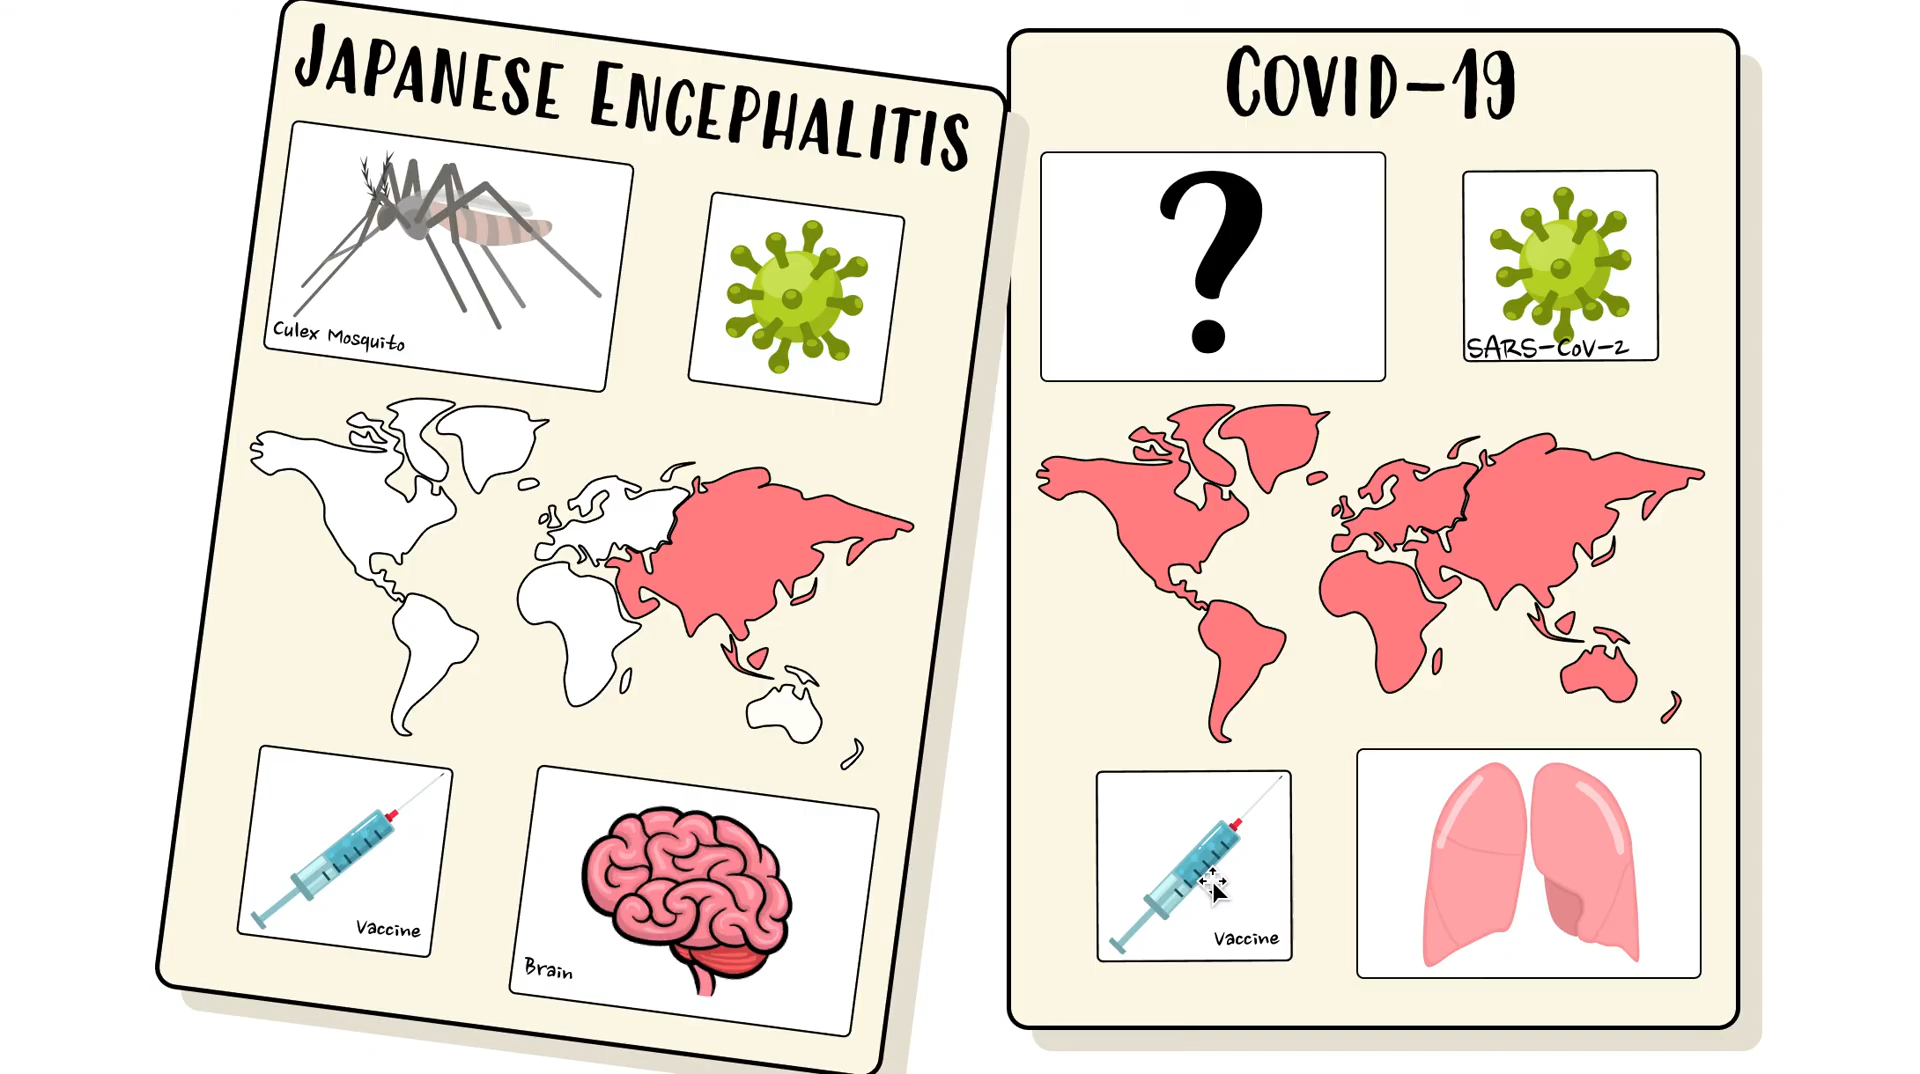 JAPANESE ENCEPHALITIS
Culex Mosquito
Vaccine
Brain
COVID-19
?
SARS-CoV-2
Vaccine